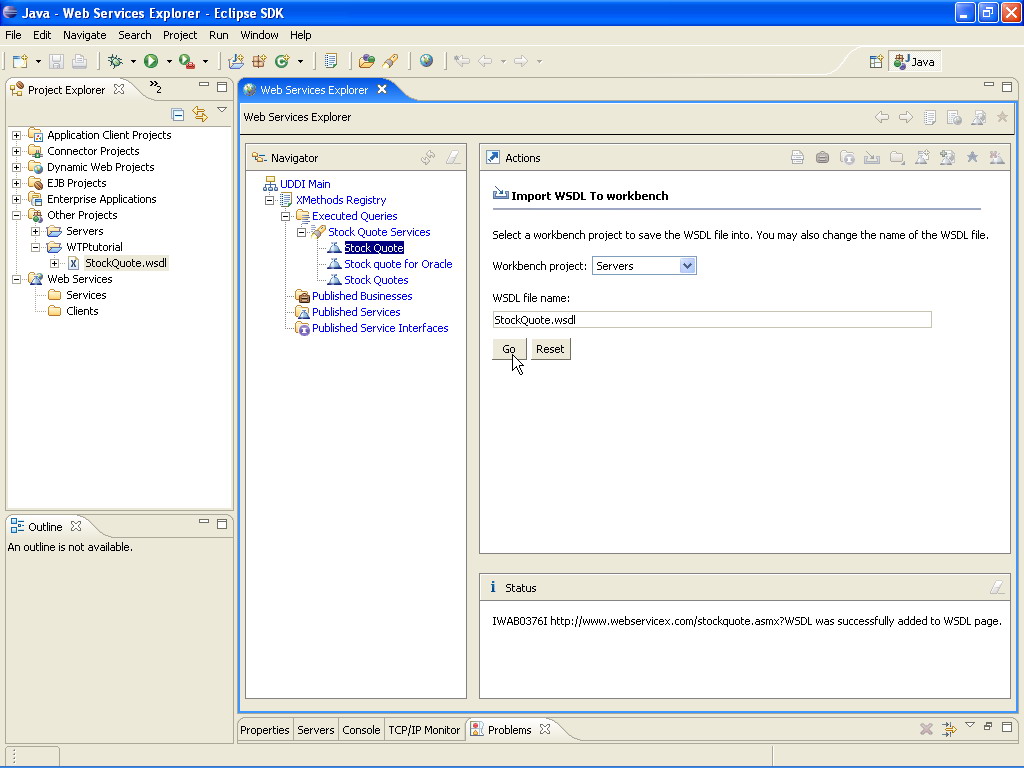 Java - Web Services Explorer - Eclipse SDK
File Edit Navigate Search Project Run Window Help
Java
Project Explorer
2
Application Client Projects
Connector Projects
Dynamic Web Projects
EJB Projects
Enterprise Applications
Other Projects
Servers
WTPtutorial
StockQuote.wsdl
Web Services
Services
Clients
Outline
An outline is not available.
Web Services Explorer
Web Services Explorer
Navigator
UDDI Main
XMethods Registry
Executed Queries
Stock Quote Services
Stock Quote
Stock quote for Oracle
Stock Quotes
Published Businesses
Published Services
Published Service Interfaces
Actions
Import WSDL To workbench
Select a workbench project to save the WSDL file into. You may also change the name of the WSDL file.
Workbench project: Servers
WSDL file name:
StockQuote.wsdl
Go Reset
Status
IWAB0376I http://www.webservicex.com/stockquote.asmx?WSDL was successfully added to WSDL page.
Properties Servers Console TCP/IP Monitor Problems